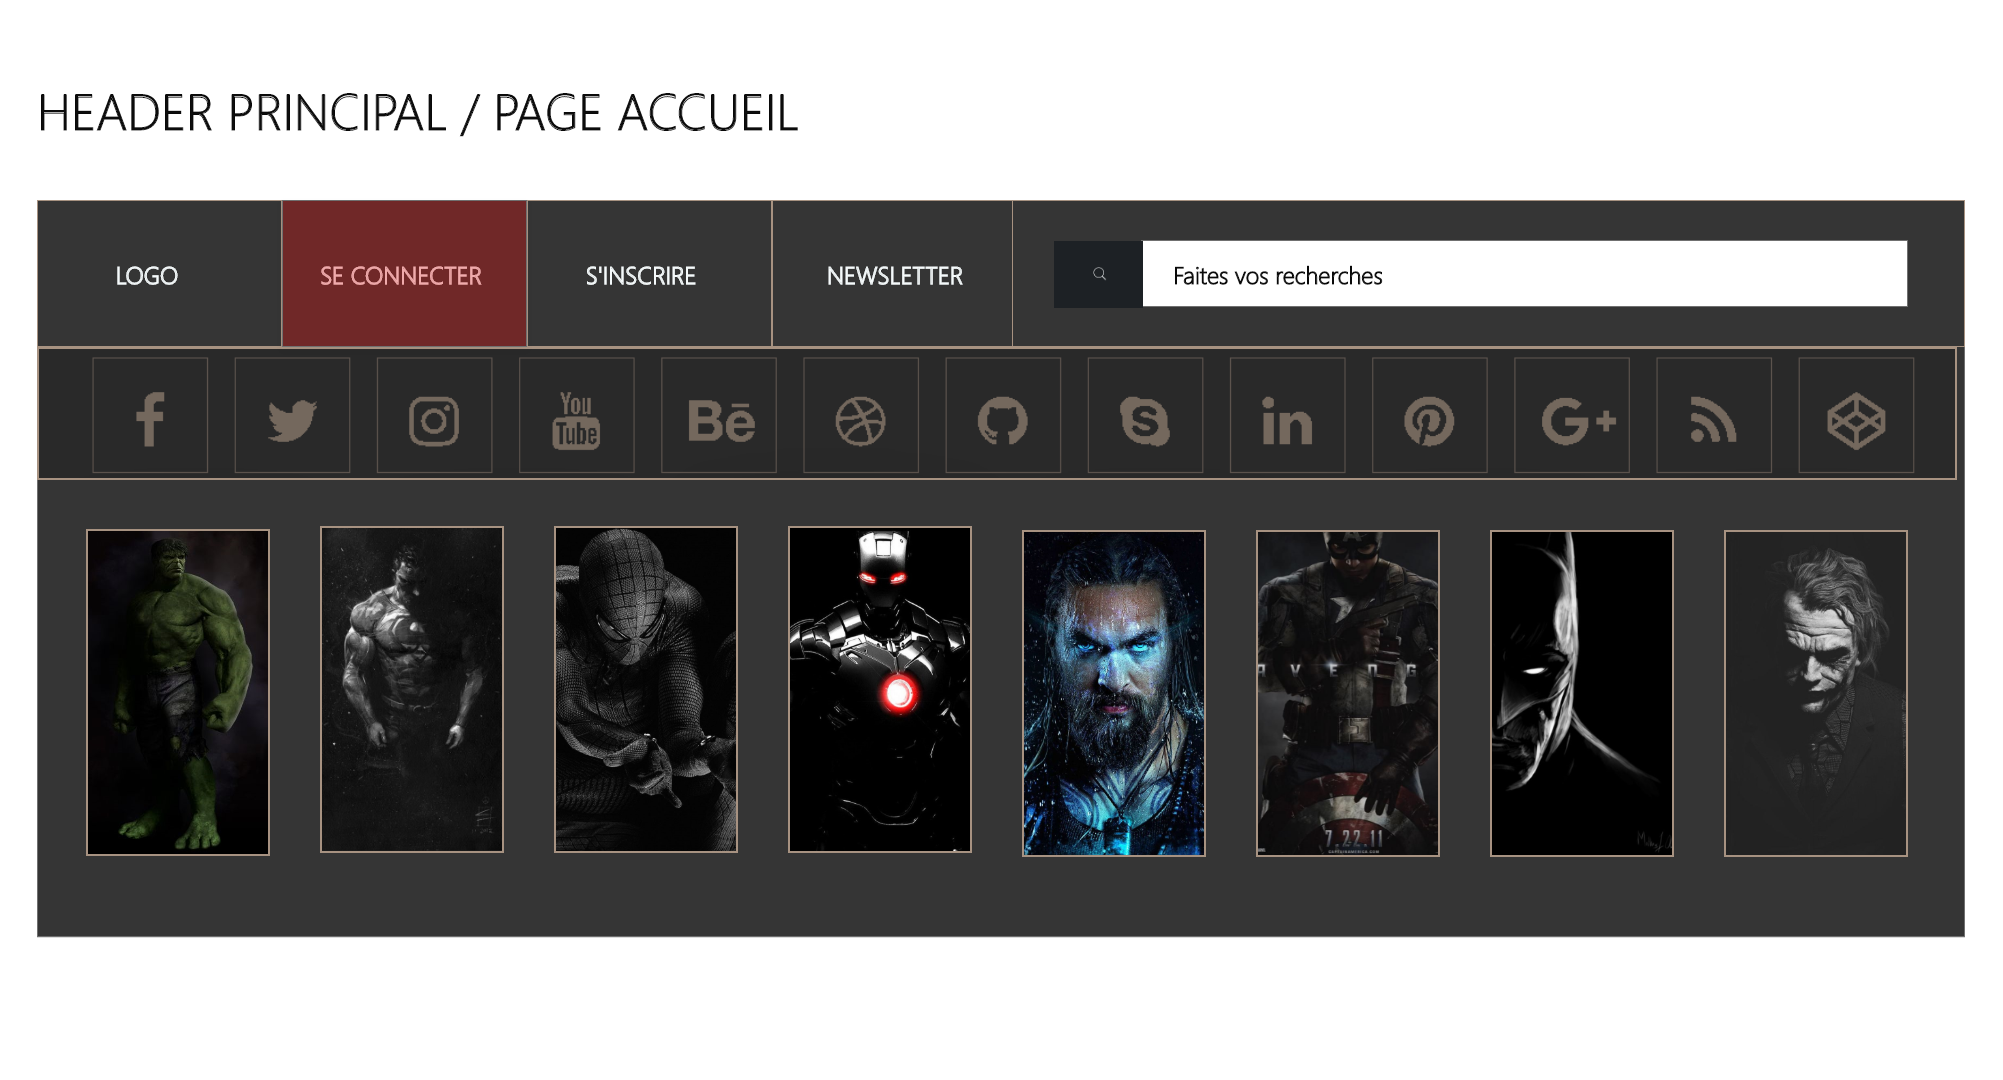 HEADER PRINCIPAL / PAGE ACCUEIL
LOGO
SE CONNECTER
S'INSCRIRE
NEWSLETTER
Faites vos recherches
You
Tube
Bē
in
G+
A V E N G
7.22.11